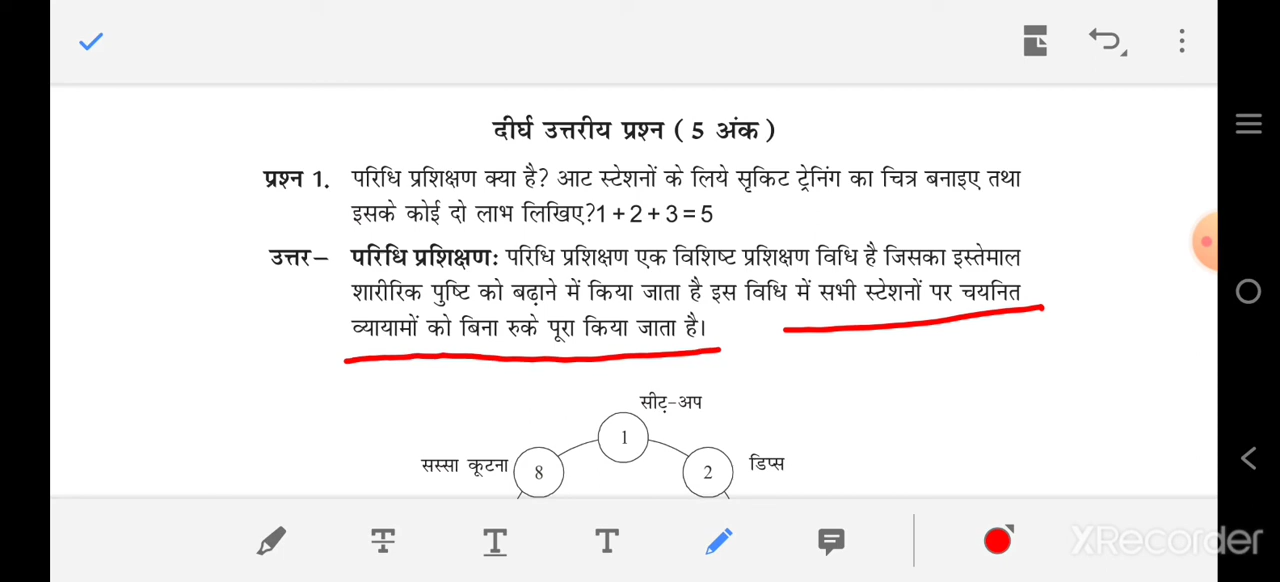 दीर्घ उत्तरीय प्रश्न ( 5 अंक )
प्रश्न 1. परिधि प्रशिक्षण क्या है? आट स्टेशनों के लिये सृकिट ट्रेनिंग का चित्र बनाइए तथा
इसके कोई दो लाभ लिखिए?1 + 2 + 3 = 5
उत्तर– परिधि प्रशिक्षण: परिधि प्रशिक्षण एक विशिष्ट प्रशिक्षण विधि है जिसका इस्तेमाल
शारीरिक पुष्टि को बढ़ाने में किया जाता है इस विधि में सभी स्टेशनों पर चयनित
व्यायामों को बिना रुके पूरा किया जाता है।
सीट़-अप
1
सस्सा कूटना 8 2 डिप्स
T T T
XRecorder